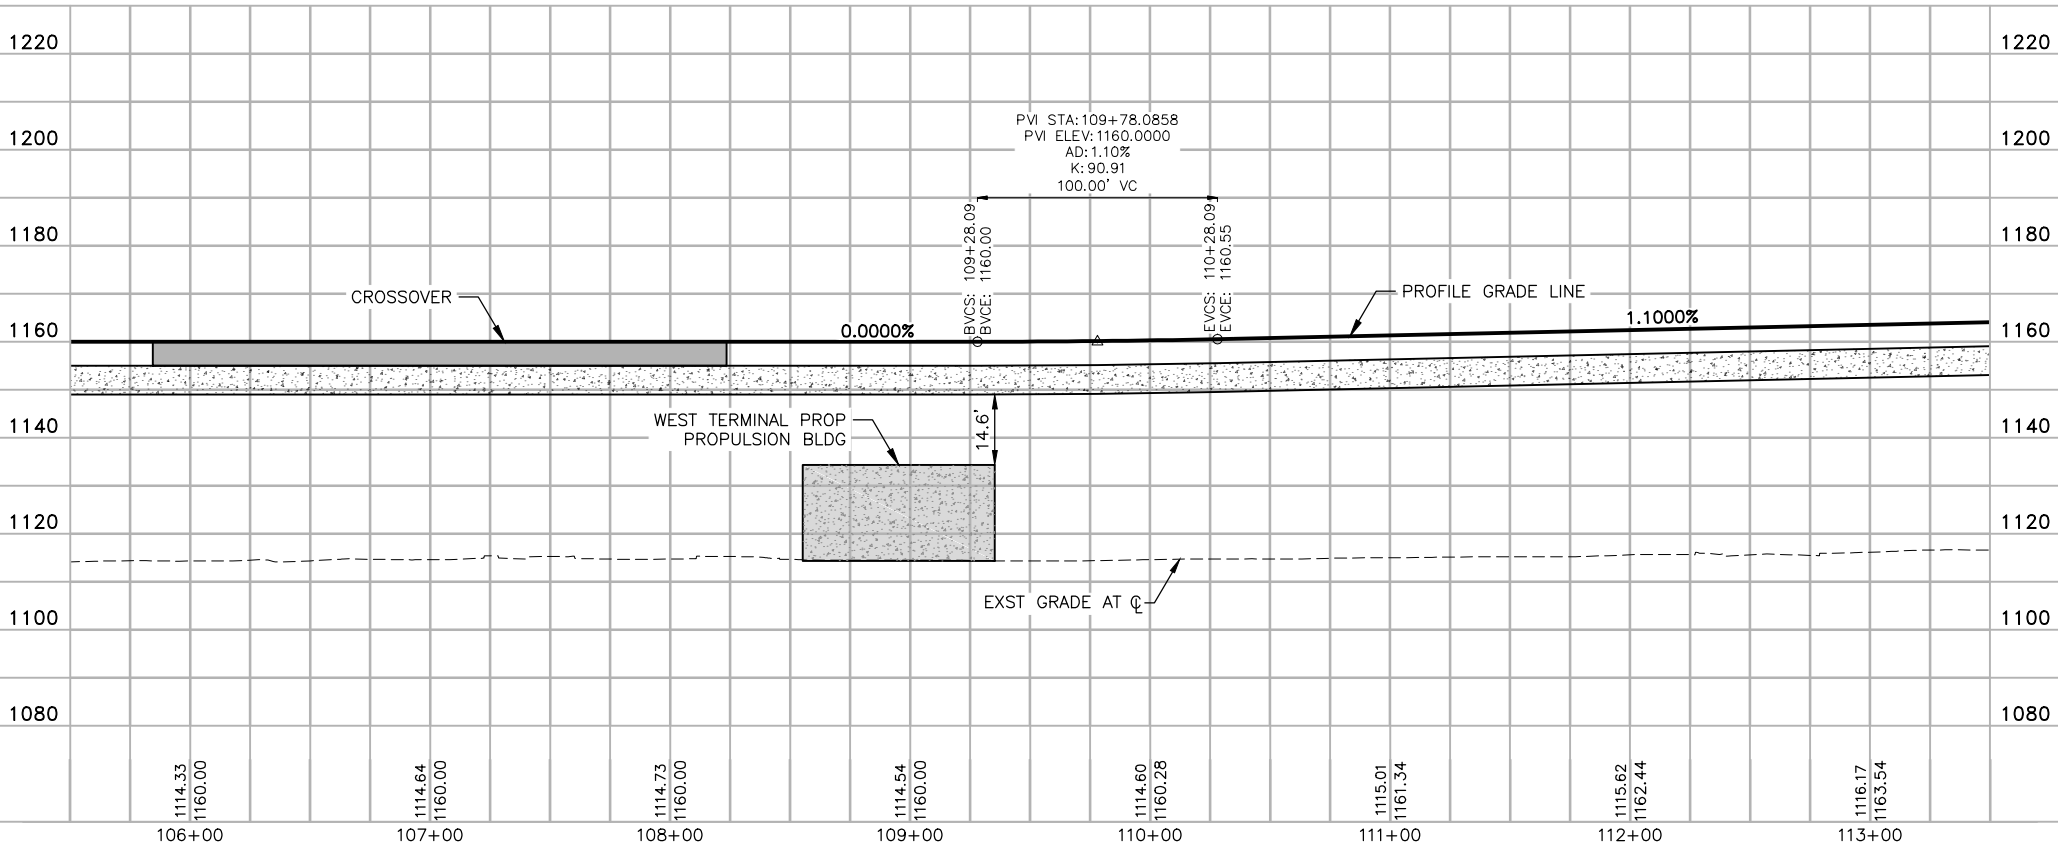 1220 1220
PVI STA:109+78.0858
PVI ELEV:1160.0000
AD:1.10%
K:90.91
100.00' VC
1200 1200
BVCS: 109+28.09
BVCE: 1160.00
EVCS: 110+28.09
EVCE: 1160.55
1180 1180
CROSSOVER
PROFILE GRADE LINE
0.0000%
1.1000%
1160 1160
14.6'
WEST TERMINAL PROP
PROPULSION BLDG
1140 1140
1120 1120
EXST GRADE AT ℄
1100 1100
1080 1080
1114.33
1160.00
1114.64
1160.00
1114.73
1160.00
1114.54
1160.00
1114.60
1160.28
1115.01
1161.34
1115.62
1162.44
1116.17
1163.54
106+00 107+00 108+00 109+00 110+00 111+00 112+00 113+00